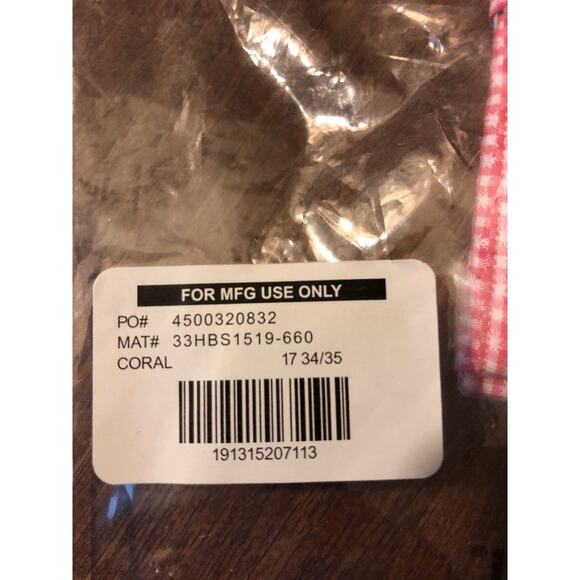 FOR MFG USE ONLY
PO# 4500320832
MAT# 33HBS1519-660
CORAL 17 34/35
191315207113